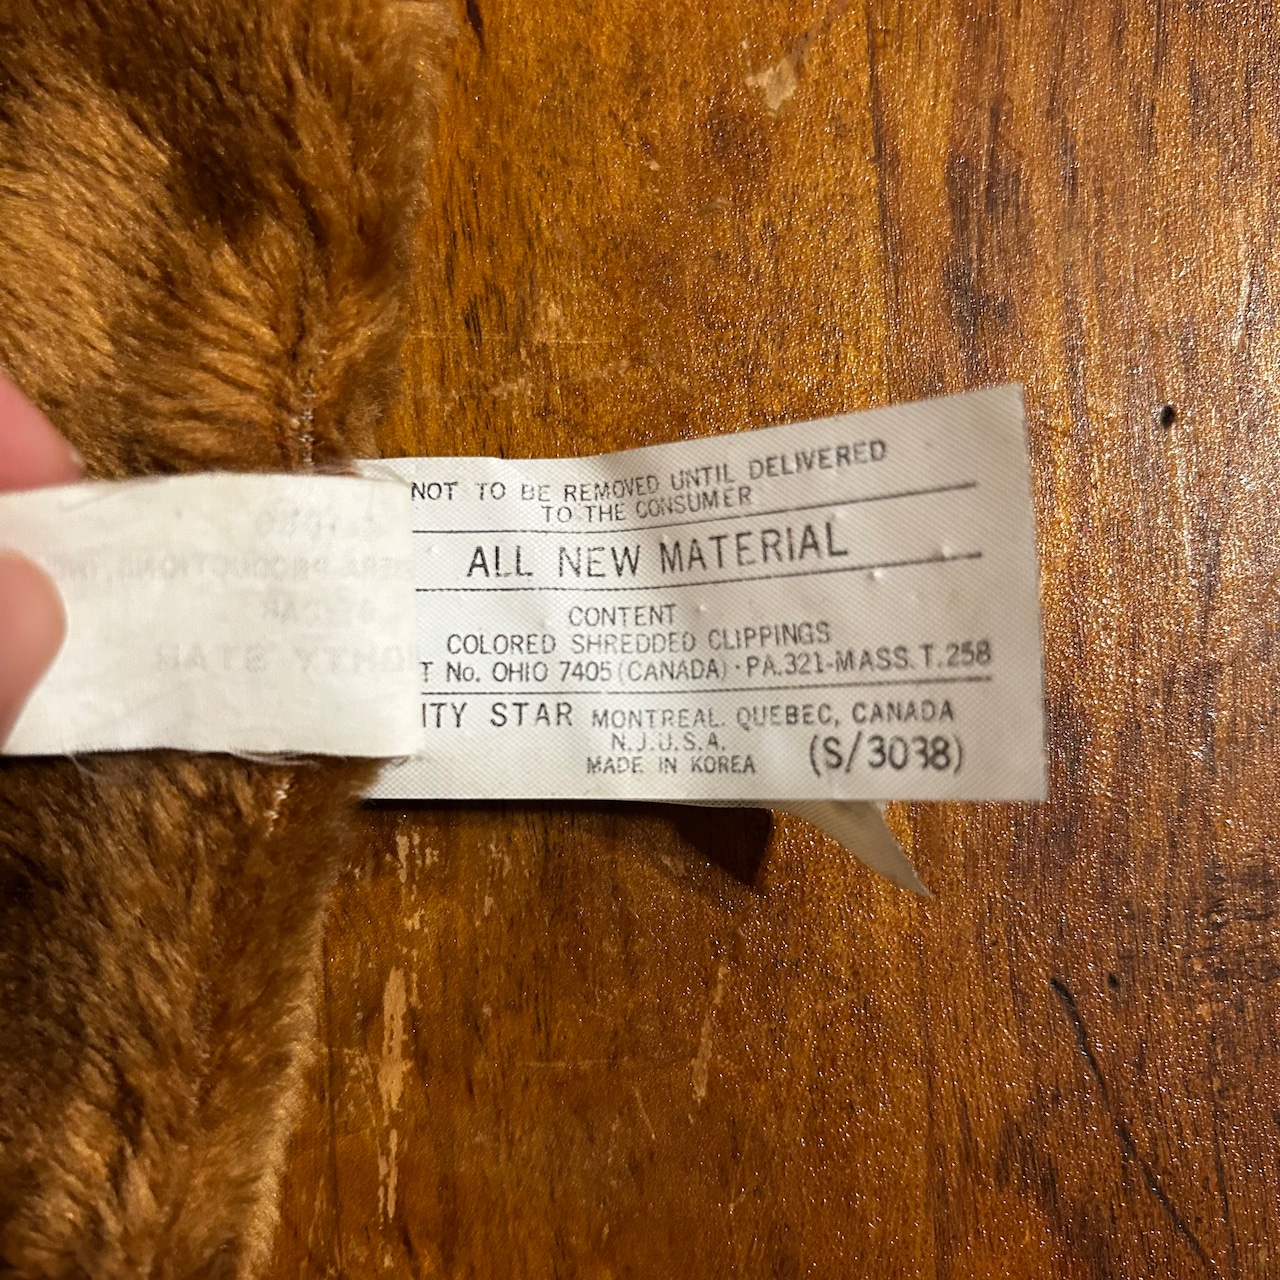 NOT TO BE REMOVED UNTIL DELIVERED
TO THE CONSUMER
ALL NEW MATERIAL
CONTENT
COLORED SHREDDED CLIPPINGS
T No. OHIO 7405 (CANADA)·PA.321-MASS.T.258
ITY STAR MONTREAL. QUEBEC, CANADA
N.J.U.S.A.
MADE IN KOREA (S/3038)